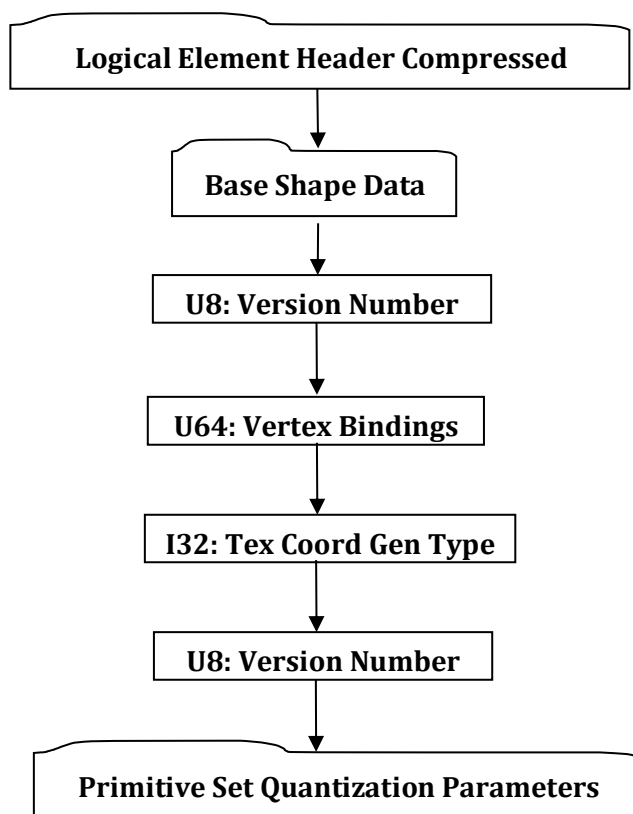 Logical Element Header Compressed
Base Shape Data
U8: Version Number
U64: Vertex Bindings
I32: Tex Coord Gen Type
U8: Version Number
Primitive Set Quantization Parameters